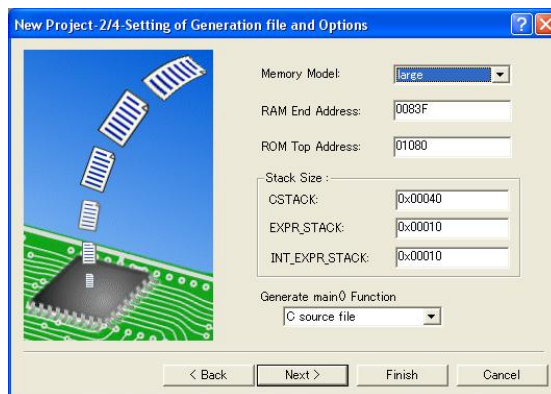 New Project-2/4-Setting of Generation file and Options
Memory Model: large
RAM End Address: 0083F
ROM Top Address: 01080
Stack Size :
CSTACK: 0x00040
EXPR_STACK: 0x00010
INT_EXPR_STACK: 0x00010
Generate main() Function
C source file
< Back Next > Finish Cancel